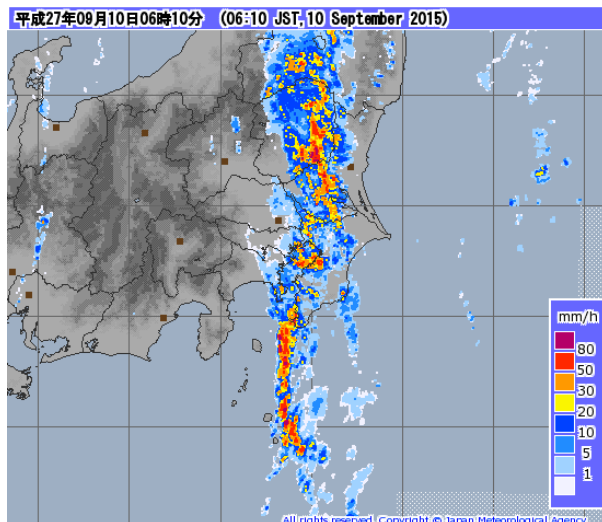 平成27年09月10日06時10分 (06:10 JST, 10 September 2015)
mm/h
80
50
30
20
10
5
1
All rights reserved. Copyright © Japan Meteorological Agency